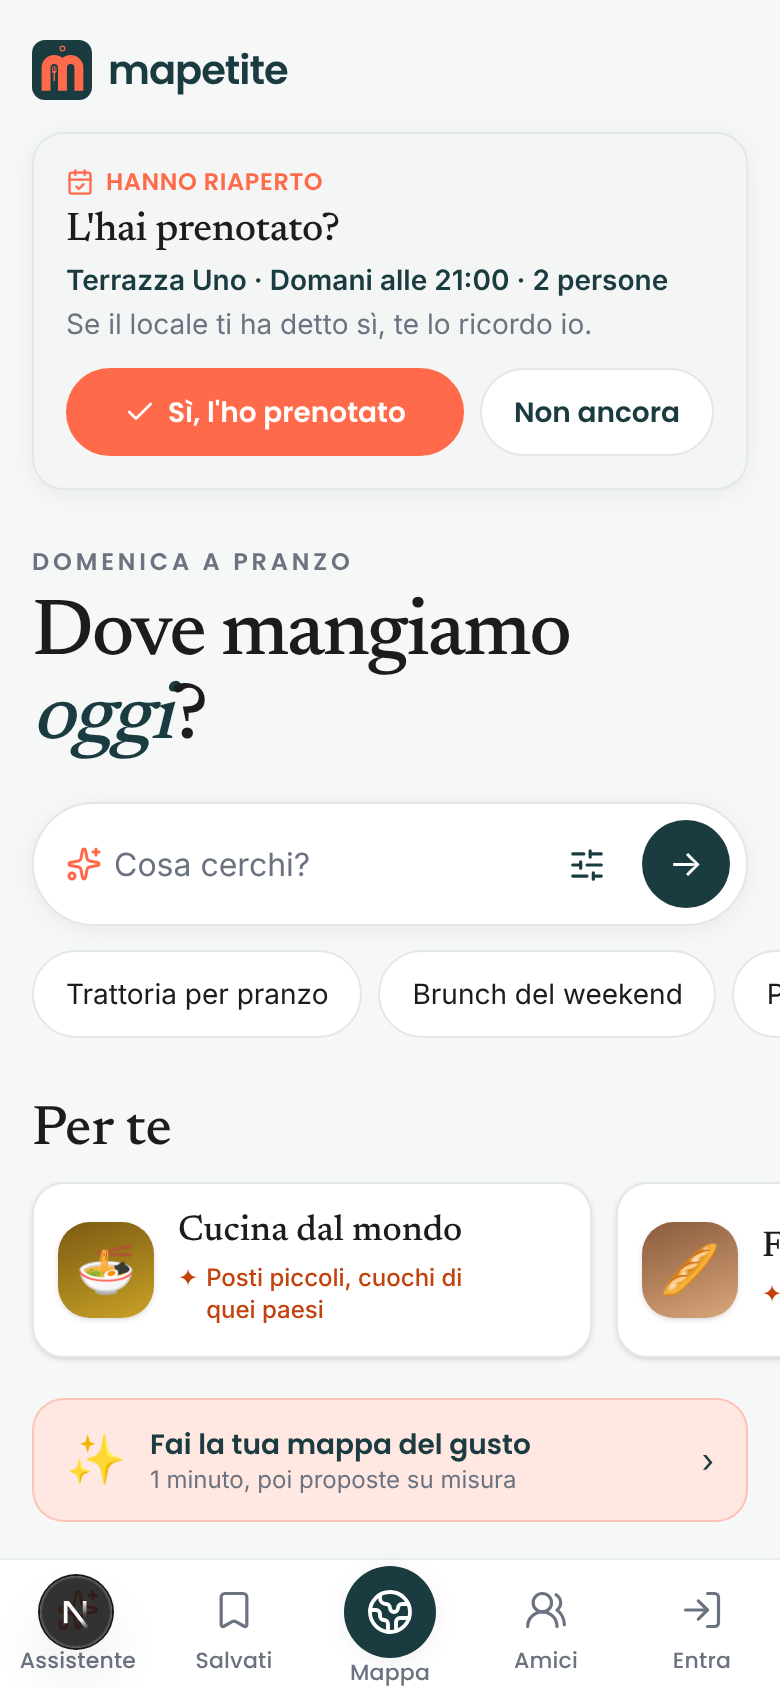 mapetite
HANNO RIAPERTO
L'hai prenotato?
Terrazza Uno · Domani alle 21:00 · 2 persone
Se il locale ti ha detto sì, te lo ricordo io.
Sì, l'ho prenotato
Non ancora
DOMENICA A PRANZO
Dove mangiamo
oggi?
Cosa cerchi?
Trattoria per pranzo
Brunch del weekend
Per te
Cucina dal mondo
✦ Posti piccoli, cuochi di
quei paesi
Fai la tua mappa del gusto
1 minuto, poi proposte su misura
Assistente
Salvati
Mappa
Amici
Entra